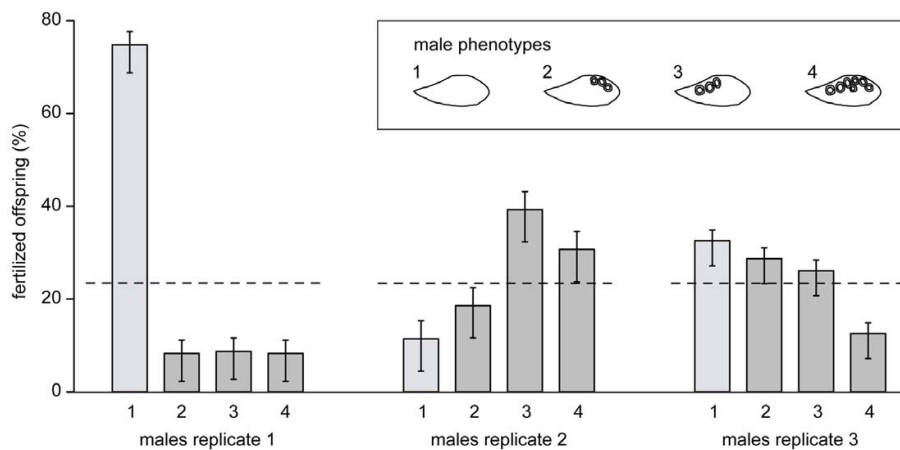 fertilized offspring (%)
80
60
40
20
0
male phenotypes
1 2 3 4
1 2 3 4
males replicate 1
1 2 3 4
males replicate 2
1 2 3 4
males replicate 3